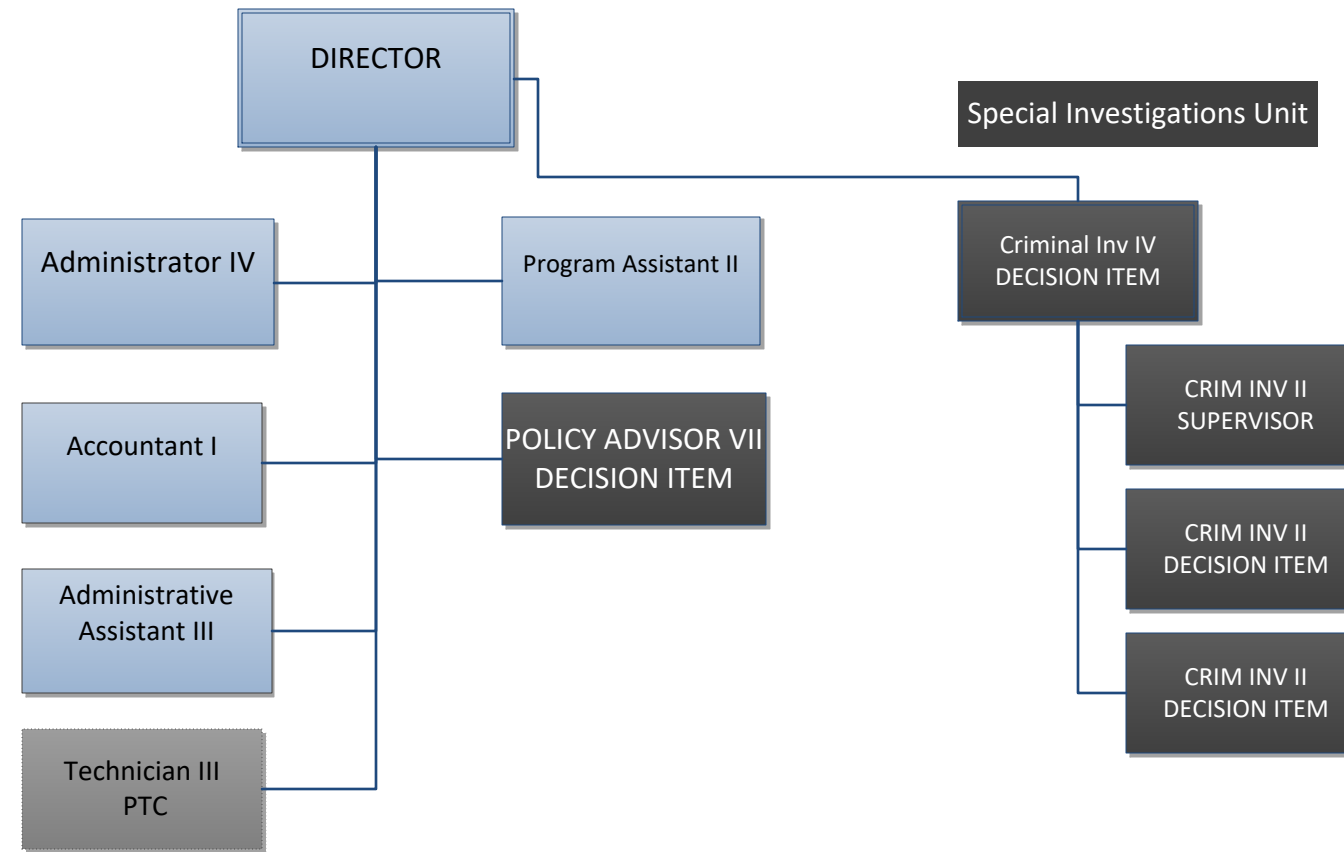 DIRECTOR
Special Investigations Unit
Administrator IV
Program Assistant II
Criminal Inv IV
DECISION ITEM
Accountant I
POLICY ADVISOR VII
DECISION ITEM
CRIM INV II
SUPERVISOR
Administrative
Assistant III
CRIM INV II
DECISION ITEM
Technician III
PTC
CRIM INV II
DECISION ITEM